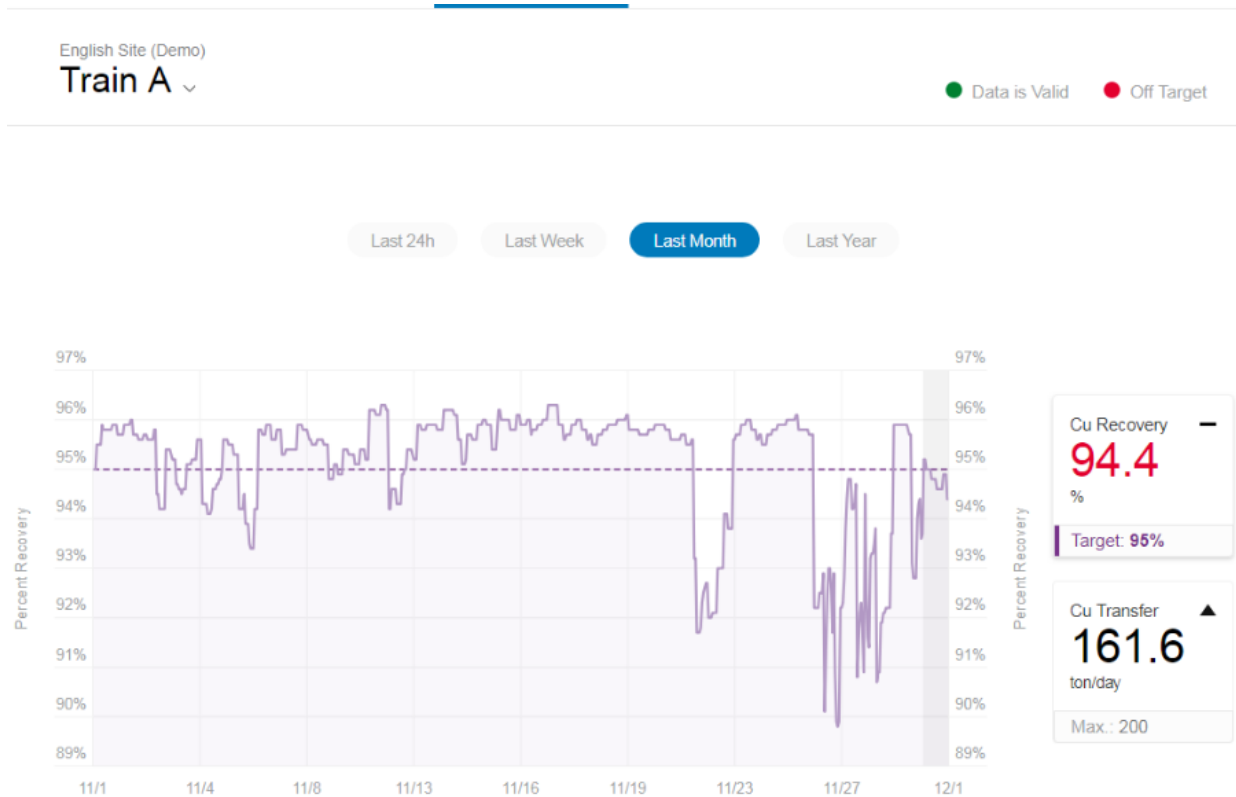 English Site (Demo)
Train A
Data is Valid
Off Target
Last 24h
Last Week
Last Month
Last Year
97%
96%
95%
94%
93%
92%
91%
90%
89%
Percent Recovery
11/1
11/4
11/8
11/13
11/16
11/19
11/23
11/27
12/1
97%
96%
95%
94%
93%
92%
91%
90%
89%
Percent Recovery
Cu Recovery
94.4
%
Target: 95%
Cu Transfer
161.6
ton/day
Max.: 200